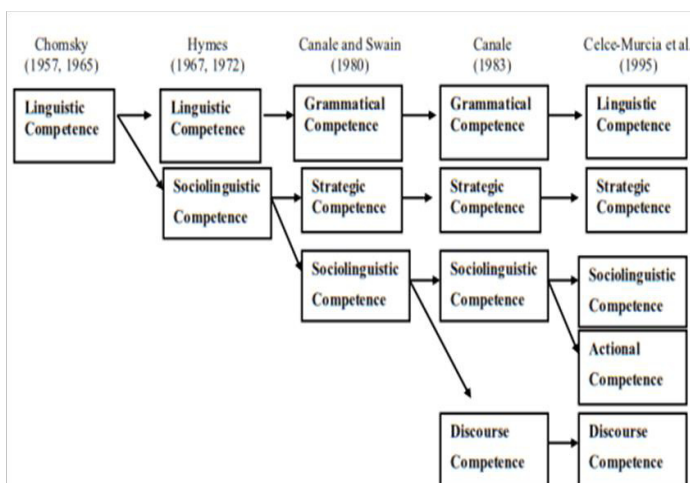 Chomsky
(1957, 1965)
Hymes
(1967, 1972)
Canale and Swain
(1980)
Canale
(1983)
Celce-Murcia et al
(1995)
Linguistic
Competence
Linguistic
Competence
Grammatical
Competence
Grammatical
Competence
Linguistic
Competence
Sociolinguistic
Competence
Strategic
Competence
Strategic
Competence
Strategic
Competence
Sociolinguistic
Competence
Sociolinguistic
Competence
Sociolinguistic
Competence
Actional
Competence
Discourse
Competence
Discourse
Competence